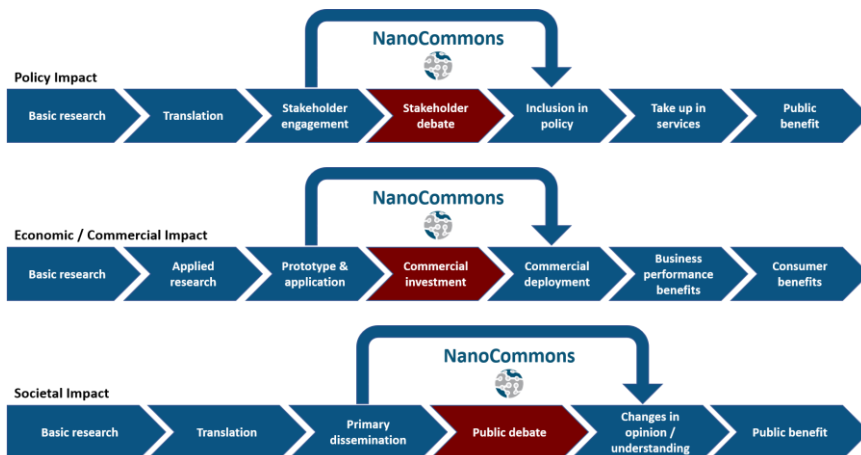 NanoCommons
Policy Impact
Basic research
Translation
Stakeholder
engagement
Stakeholder
debate
Inclusion in
policy
Take up in
services
Public
benefit
NanoCommons
Economic / Commercial Impact
Basic research
Applied
research
Prototype &
application
Commercial
investment
Commercial
deployment
Business
performance
benefits
Consumer
benefits
NanoCommons
Societal Impact
Basic research
Translation
Primary
dissemination
Public debate
Changes in
opinion /
understanding
Public benefit